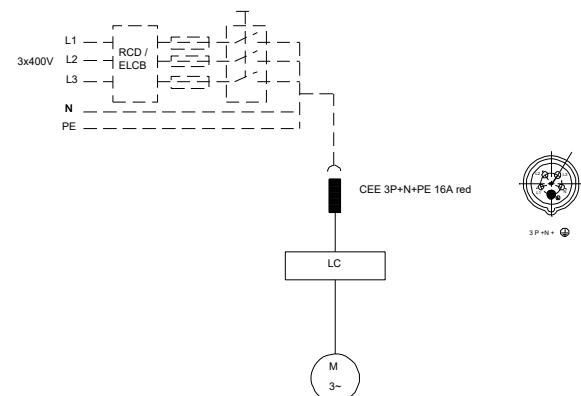 3x400V
L1
L2
L3
N
PE
RCD /
ELCB
CEE 3P+N+PE 16A red
LC
M
3~
3 P +N +